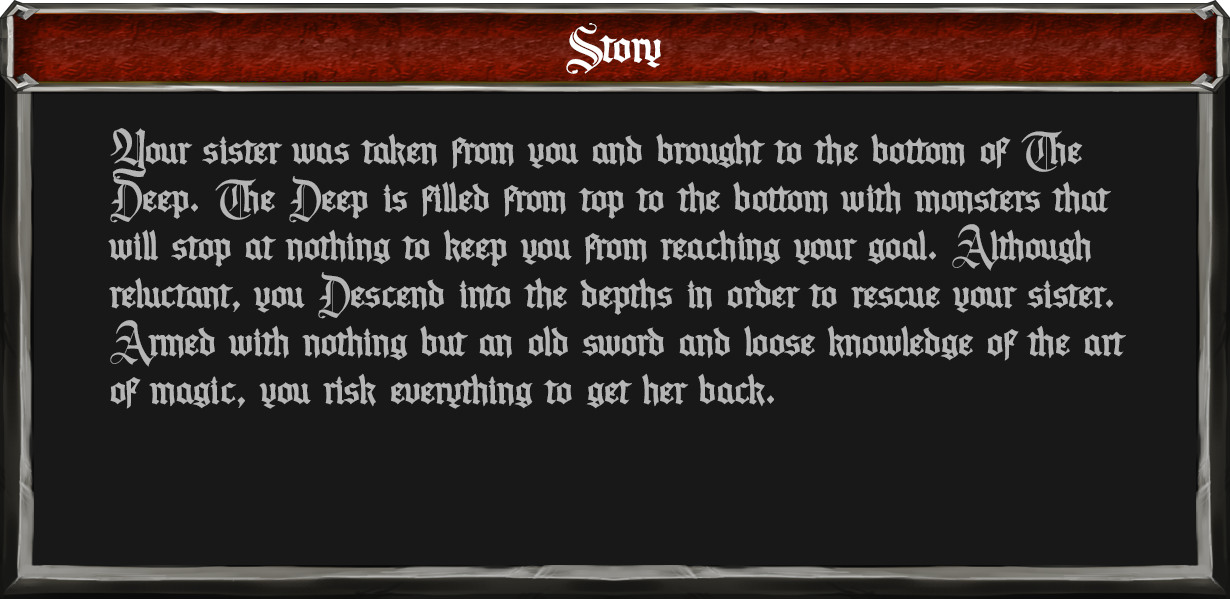 Story
Your sister was taken from you and brought to the bottom of The
Deep. The Deep is filled from top to the bottom with monsters that
will stop at nothing to keep you from reaching your goal. Although
reluctant, you Descend into the depths in order to rescue your sister.
Armed with nothing but an old sword and loose knowledge of the art
of magic, you risk everything to get her back.